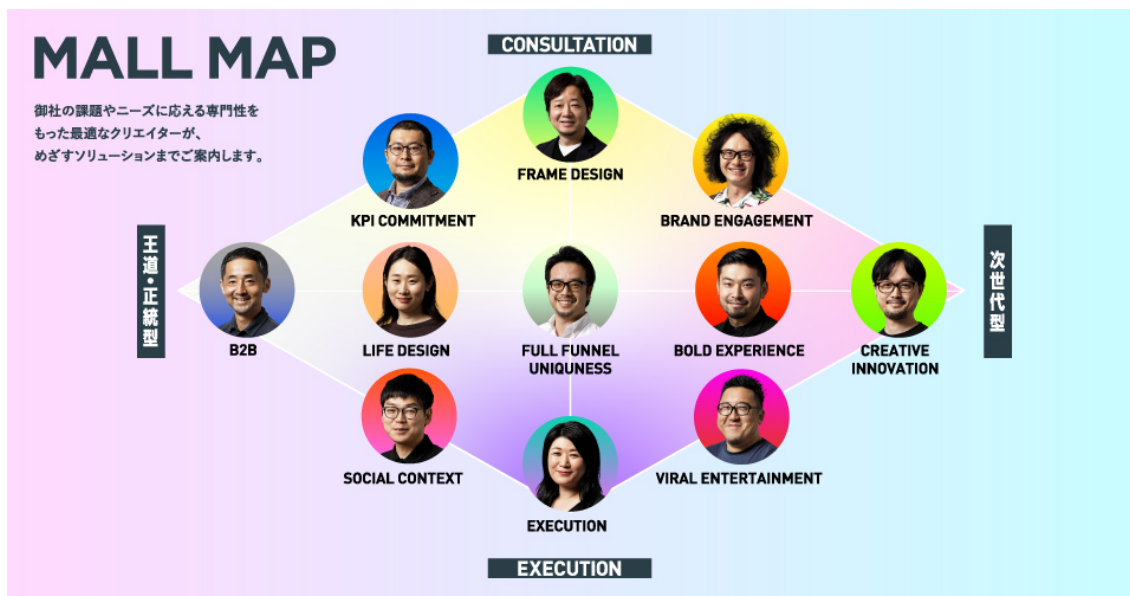 MALL MAP
御社の課題やニーズに応える専門性を
もった最適なクリエイターが、
めざすソリューションまでご案内します。
CONSULTATION
FRAME DESIGN
KPI COMMITMENT
BRAND ENGAGEMENT
王道・正統型
次世代型
B2B
LIFE DESIGN
FULL FUNNEL
UNIQUNESS
BOLD EXPERIENCE
CREATIVE
INNOVATION
SOCIAL CONTEXT
VIRAL ENTERTAINMENT
EXECUTION
EXECUTION